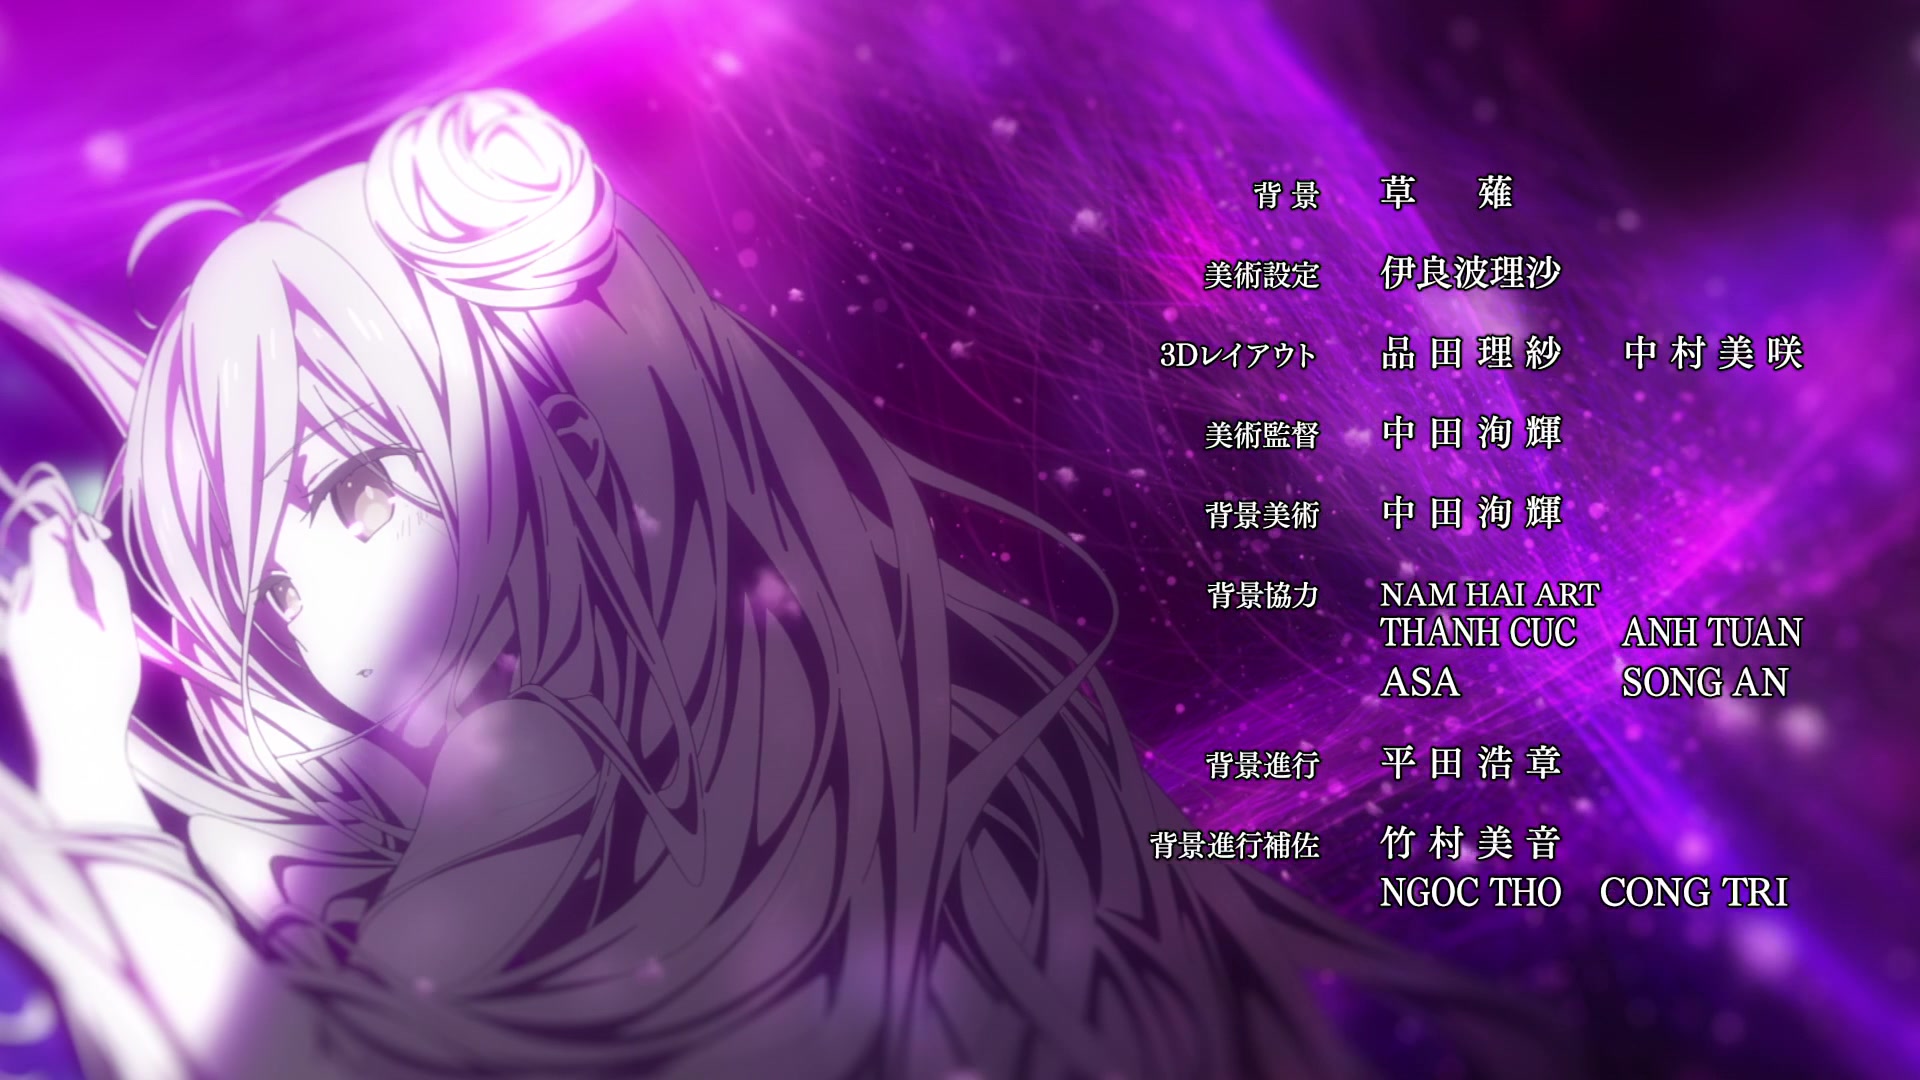 背景 草 薙
美術設定 伊良波理沙
3Dレイアウト 品田理紗 中村美咲
美術監督 中田洵輝
背景美術 中田洵輝
背景協力 NAM HAI ART
THANH CUC ANH TUAN
ASA SONG AN
背景進行 平田浩章
背景進行補佐 竹村美音
NGOC THO CONG TRI